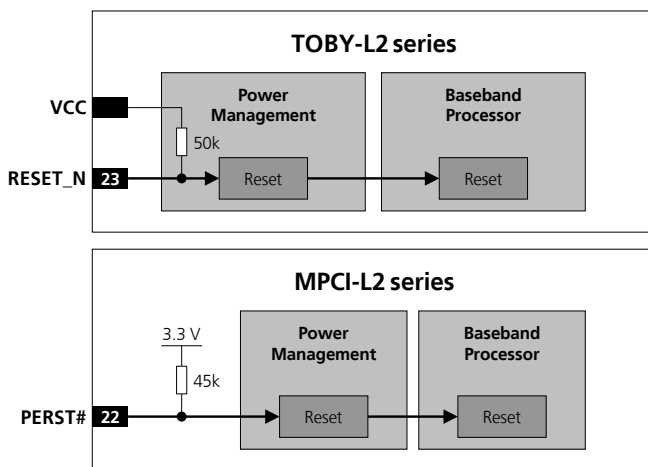 TOBY-L2 series
Power
Management
Baseband
Processor
VCC
50k
RESET_N 23
Reset
Reset
MPCI-L2 series
Power
Management
Baseband
Processor
3.3 V
45k
PERST# 22
Reset
Reset